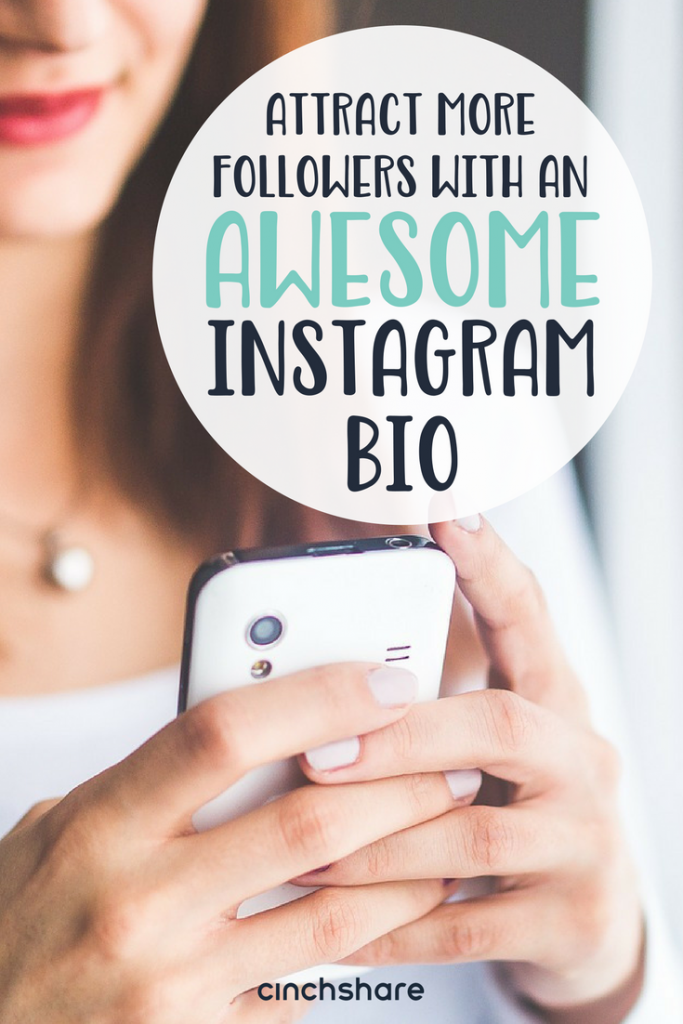 ATTRACT MORE
FOLLOWERS WITH AN
AWESOME
INSTAGRAM
BIO
cinchshare